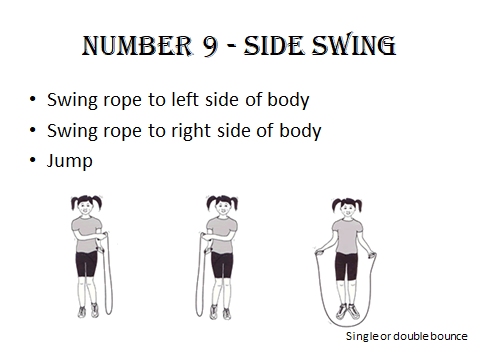 NUMBER 9 - SIDE SWING
• Swing rope to left side of body
• Swing rope to right side of body
• Jump
Single or double bounce